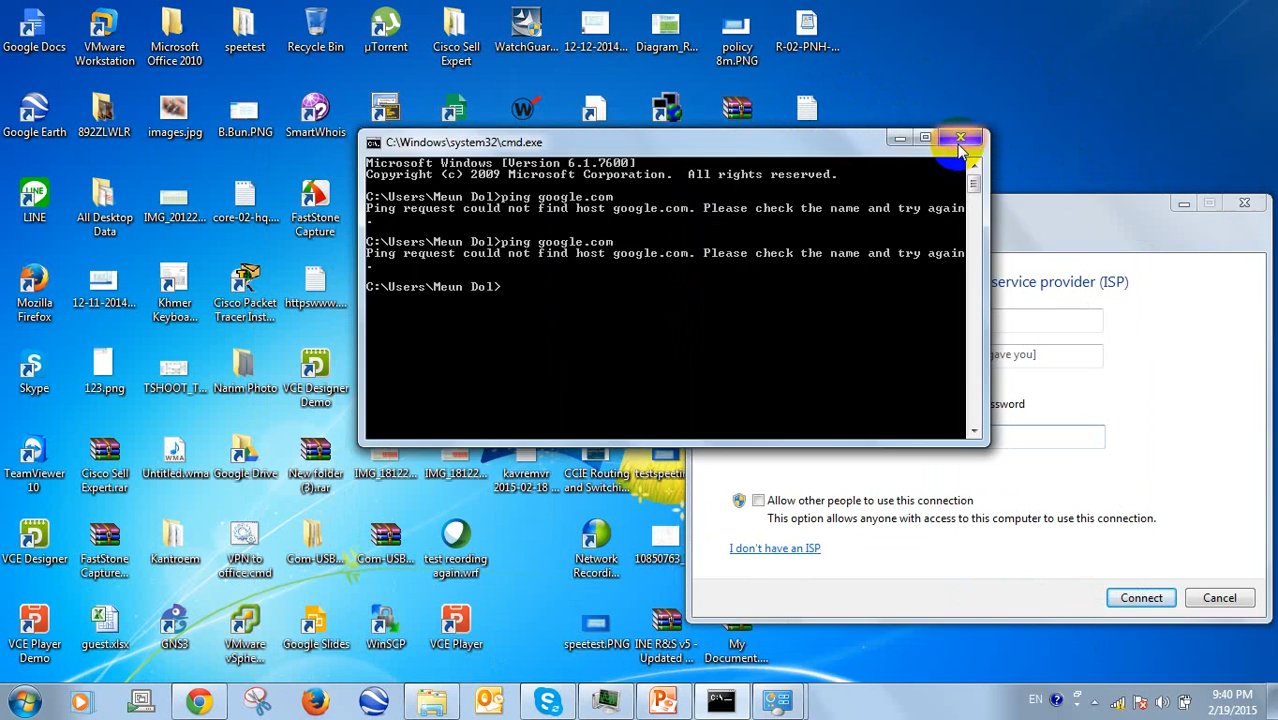 Google Docs
VMware
Workstation
Microsoft
Office 2010
speetest
Recycle Bin
µTorrent
Cisco Sell
Expert
WatchGuar...
12-12-2014...
Diagram_R...
policy
8m.PNG
R-02-PNH-...
Google Earth
892ZLWLR
images.jpg
B.Bun.PNG
SmartWhois
C:\Windows\system32\cmd.exe
Microsoft Windows [Version 6.1.7600]
Copyright (c) 2009 Microsoft Corporation.  All rights reserved.
C:\Users\Meun Dol>ping google.com
Ping request could not find host google.com. Please check the name and try again
.
C:\Users\Meun Dol>ping google.com
Ping request could not find host google.com. Please check the name and try again
.
C:\Users\Meun Dol>
LINE
All Desktop
Data
IMG_20122...
core-02-hq....
FastStone
Capture
Mozilla
Firefox
12-11-2014...
Khmer
Keyboa...
Cisco Packet
Tracer Inst...
httpswww....
Skype
123.png
TSHOOT_T...
Narim Photo
VCE Designer
Demo
service provider (ISP)
gave you]
ssword
TeamViewer
10
Cisco Sell
Expert.rar
Untitled.wma
Google Drive
New folder
(3).rar
IMG_18122...
IMG_18122...
kavremvr
2015-02-18 ...
CCIE Routing
and Switchi...
testspeetin...
Allow other people to use this connection
This option allows anyone with access to this computer to use this connection.
I don't have an ISP
Connect
Cancel
VCE Designer
FastStone
Capture...
Kantroem
VPN to
office.cmd
Com-USB...
Com-USB...
test reording
again.wrf
Network
Recordi...
10850763_...
VCE Player
Demo
guest.xlsx
GNS3
VMware
vSphe...
Google Slides
WinSCP
VCE Player
speetest.PNG
INE R&S v5 -
Updated ...
My
Document....
EN
9:40 PM
2/19/2015